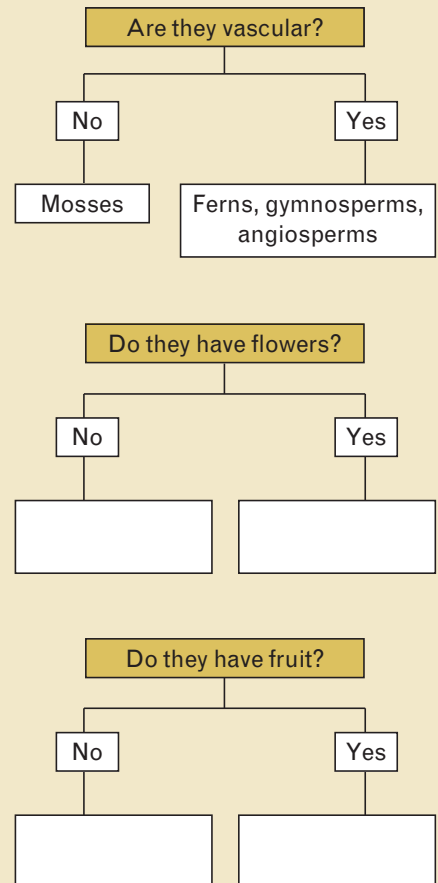 Are they vascular?
No
Yes
Mosses
Ferns, gymnosperms,
angiosperms
Do they have flowers?
No
Yes
Do they have fruit?
No
Yes